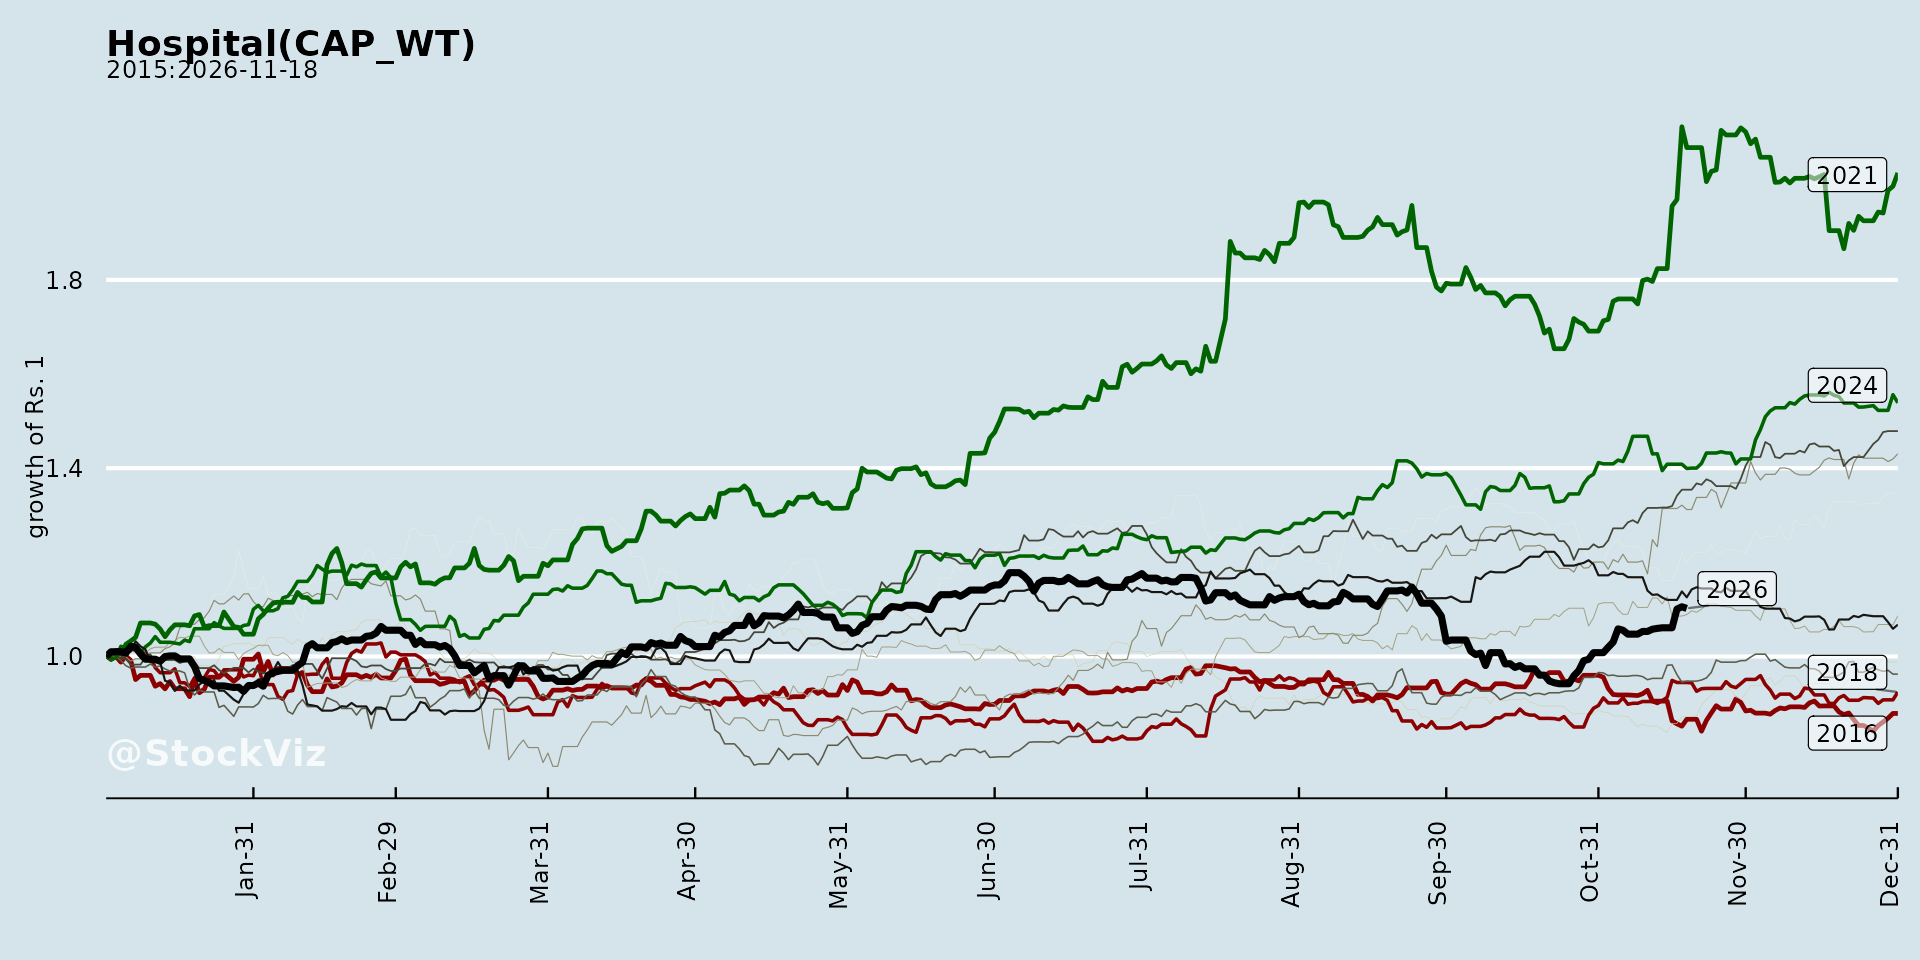 Hospital(CAP_WT)
2015:2026-11-18
growth of Rs. 1
1.8
1.4
1.0
2021
2024
2026
2018
2016
@StockViz
Jan-31
Feb-29
Mar-31
Apr-30
May-31
Jun-30
Jul-31
Aug-31
Sep-30
Oct-31
Nov-30
Dec-31